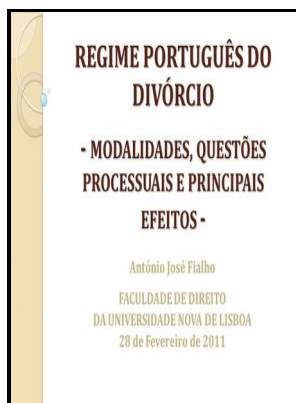 REGIME PORTUGUÊS DO
DIVÓRCIO
- MODALIDADES, QUESTÕES
PROCESSUAIS E PRINCIPAIS
EFEITOS -
António José Fialho
FACULDADE DE DIREITO
DA UNIVERSIDADE NOVA DE LISBOA
28 de Fevereiro de 2011